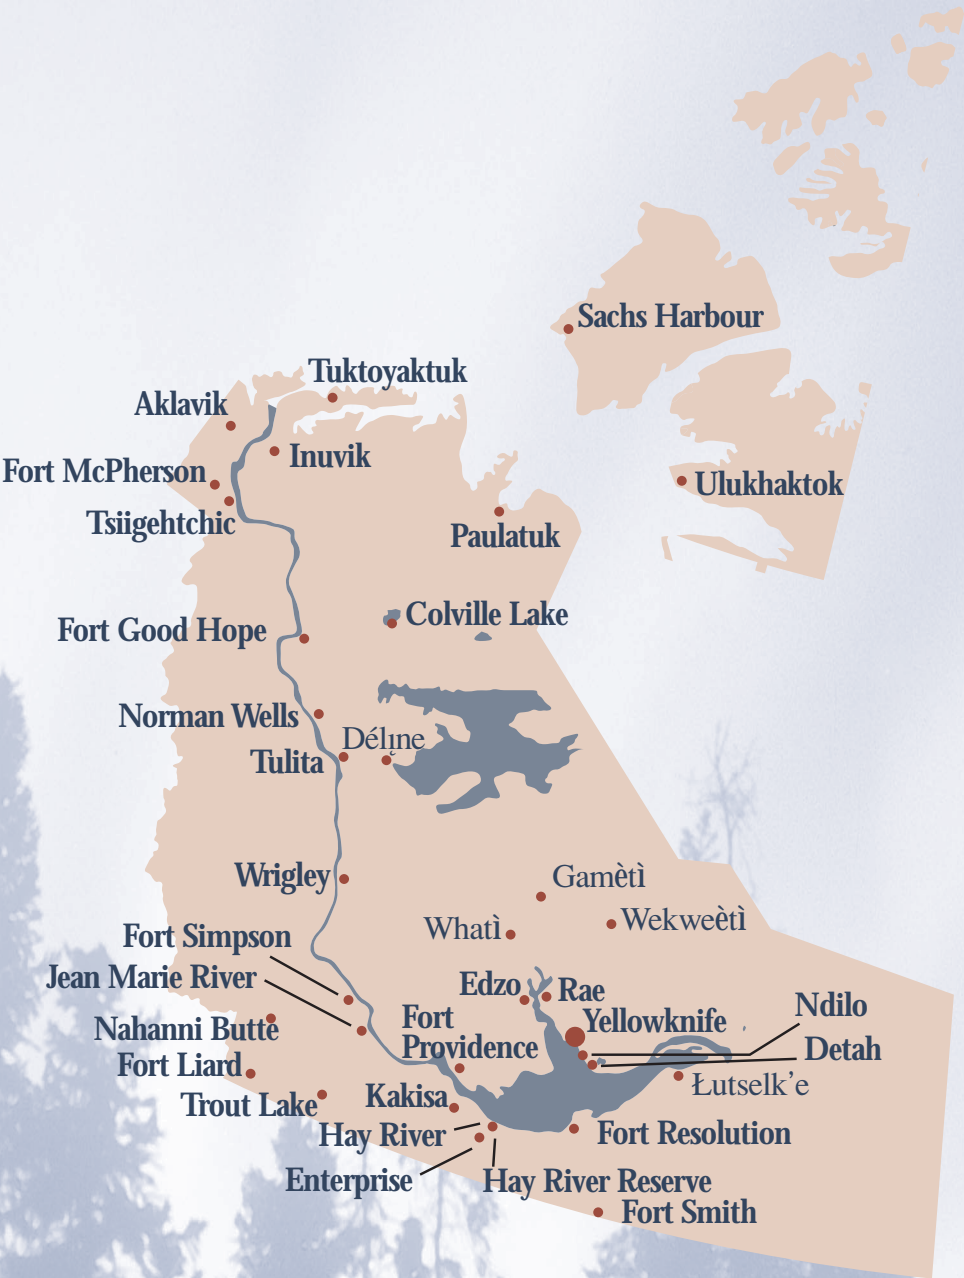 Sachs Harbour
Tuktoyaktuk
Aklavik
Inuvik
Fort McPherson
Ulukhaktok
Tsiigehtchic
Paulatuk
Colville Lake
Fort Good Hope
Norman Wells
Délı̨ne
Tulita
Wrigley
Gamètì
Wekweètì
Whatì
Fort Simpson
Jean Marie River
Edzo
Rae
Ndilo
Fort
Providence
Yellowknife
Nahanni Butte
Detah
Fort Liard
Łutselk’e
Trout Lake
Kakisa
Hay River
Fort Resolution
Enterprise
Hay River Reserve
Fort Smith